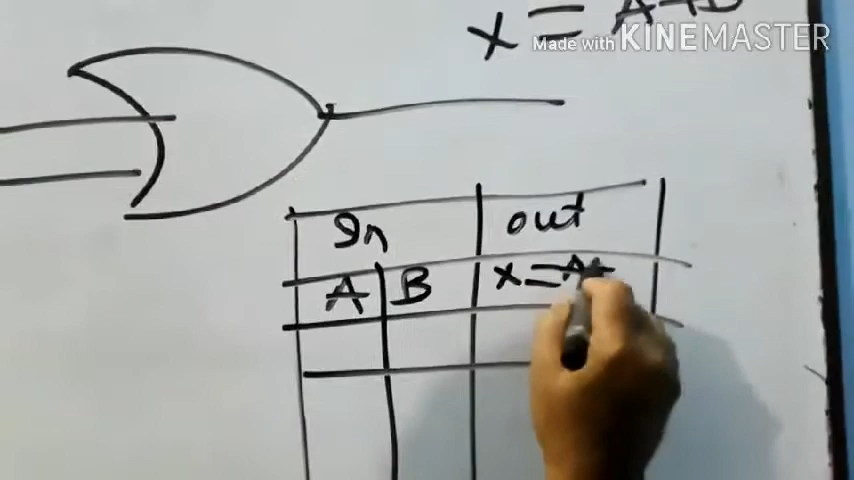 X = A+B
Made with KINEMASTER
In out
A B X = A+